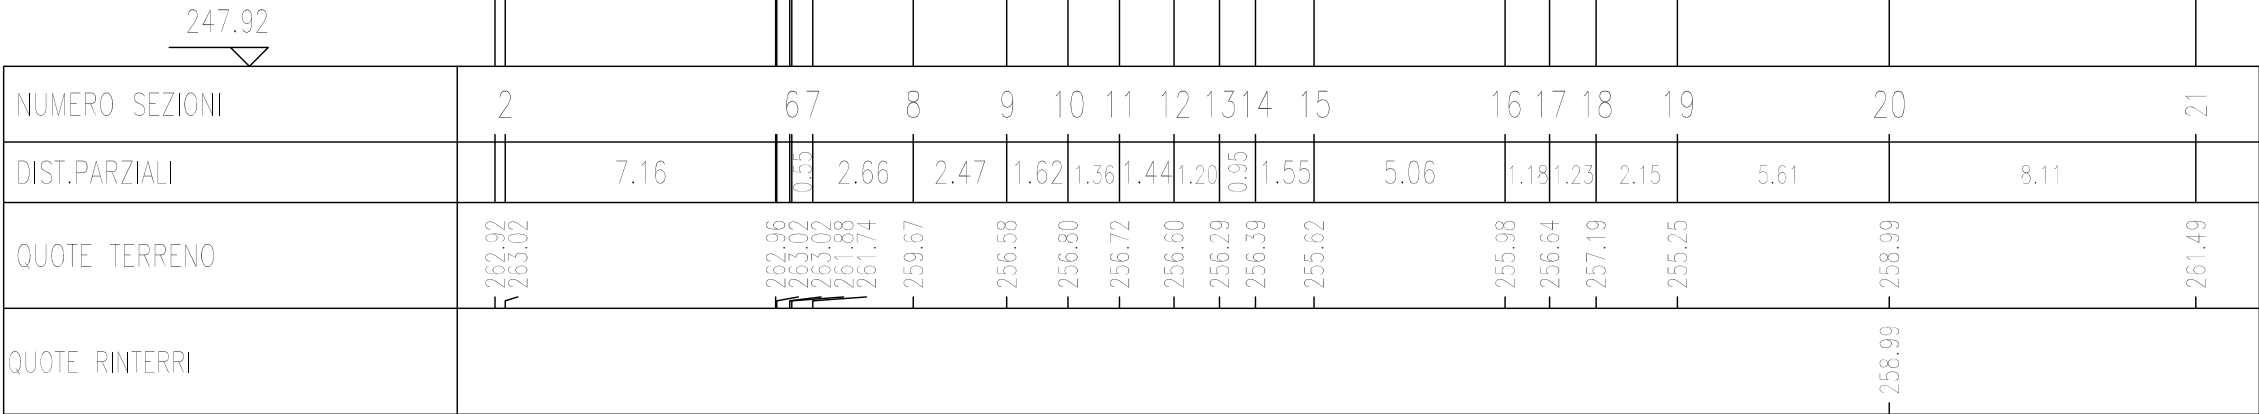 247.92
NUMERO SEZIONI 2 6 7 8 9 10 11 12 13 14 15 16 17 18 19 20 21
DIST.PARZIALI 7.16 0.55 2.66 2.47 1.62 1.36 1.44 1.20 0.95 1.55 5.06 1.18 1.23 2.15 5.61 8.11
QUOTE TERRENO 262.92 263.02 262.96 263.02 263.02 261.88 261.74 259.67 256.58 256.80 256.72 256.60 256.29 256.39 255.62 255.98 256.64 257.19 255.25 258.99 261.49
QUOTE RINTERRI 258.99